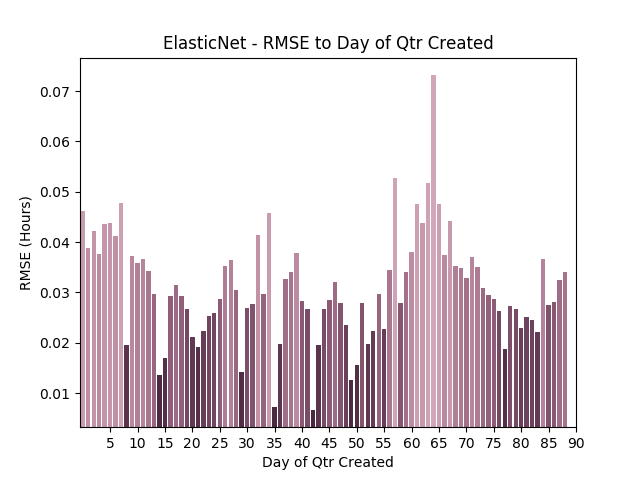 ElasticNet - RMSE to Day of Qtr Created
0.07
0.06
0.05
0.04
0.03
0.02
0.01
RMSE (Hours)
5 10 15 20 25 30 35 40 45 50 55 60 65 70 75 80 85 90
Day of Qtr Created